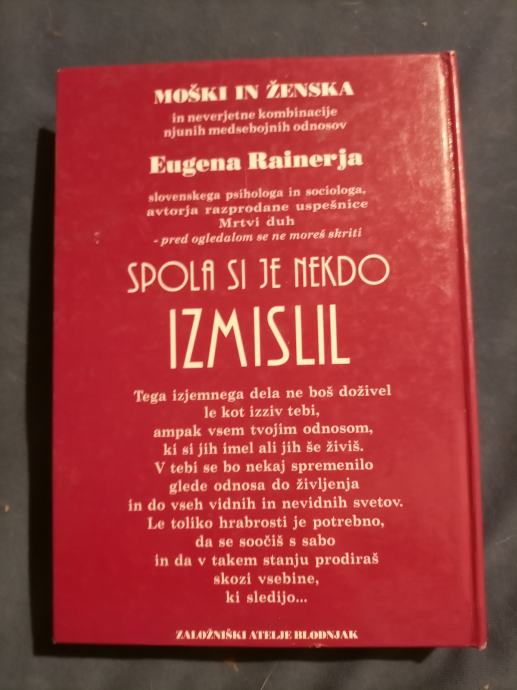 MOŠKI IN ŽENSKA
in neverjetne kombinacije
njunih medsebojnih odnosov
Eugena Rainerja
slovenskega psihologa in sociologa,
avtorja razprodane uspešnice
Mrtvi duh
- pred ogledalom se ne moreš skriti
SPOLA SI JE NEKDO
IZMISLIL
Tega izjemnega dela ne boš doživel
le kot izziv tebi,
ampak vsem tvojim odnosom,
ki si jih imel ali jih še živiš.
V tebi se bo nekaj spremenilo
glede odnosa do življenja
in do vseh vidnih in nevidnih svetov.
Le toliko hrabrosti je potrebno,
da se soočiš s sabo
in da v takem stanju prodiraš
skozi vsebine,
ki sledijo...
ZALOŽNIŠKI ATELJE BLODNJAK